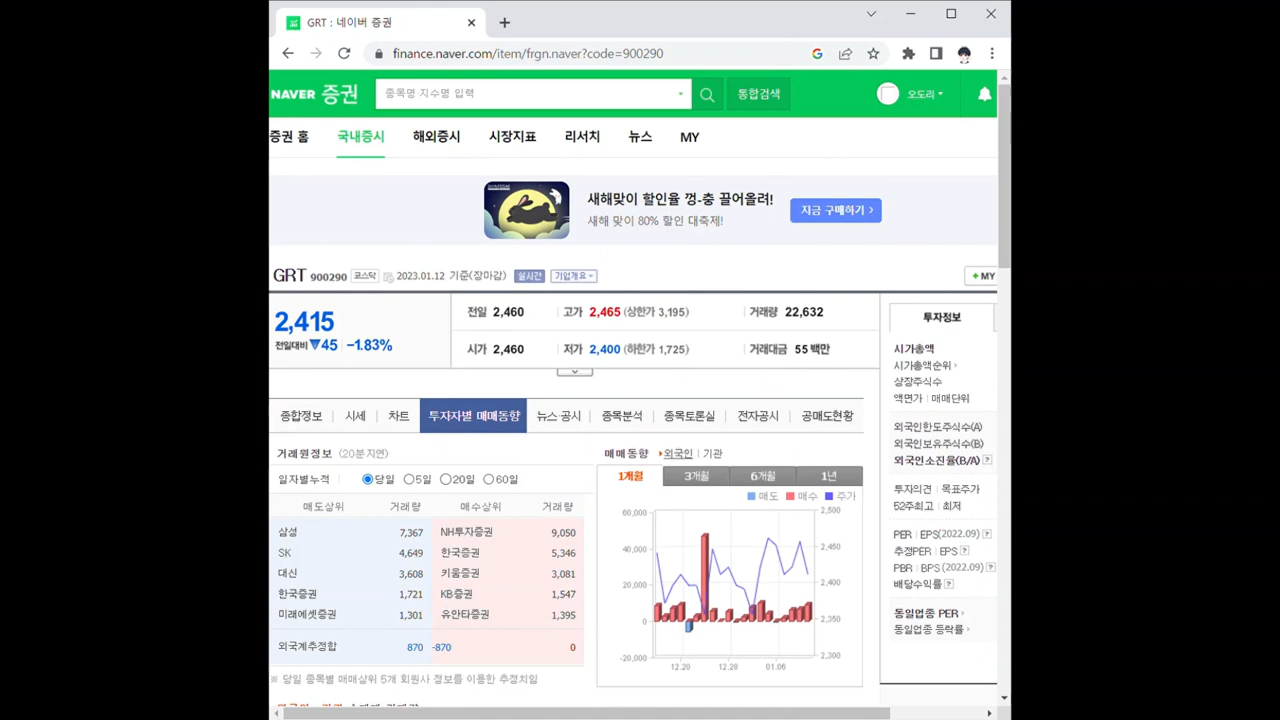 GRT : 네이버 증권
finance.naver.com/item/frgn.naver?code=900290
NAVER 증권 종목명·지수명 입력 통합검색 오도리
증권 홈 국내증시 해외증시 시장지표 리서치 뉴스 MY
새해맞이 할인율 껑-충 끌어올려!
새해 맞이 80% 할인 대축제!
지금 구매하기 >
GRT 900290 코스닥 2023.01.12 기준(장마감) 실시간 기업개요 + MY
2,415
전일대비 ▼45 -1.83%
전일 2,460 고가 2,465 (상한가 3,195) 거래량 22,632
시가 2,460 저가 2,400 (하한가 1,725) 거래대금 55 백만
투자정보
시가총액
시가총액순위
상장주식수
액면가 매매단위
외국인한도주식수(A)
외국인보유주식수(B)
외국인소진율(B/A) ?
투자의견 목표주가
52주최고 최저
PER EPS(2022.09) ?
추정PER EPS ?
PBR BPS (2022.09) ?
배당수익률 ?
동일업종 PER
동일업종 등락률
종합정보 시세 차트 투자자별 매매동향 뉴스·공시 종목분석 종목토론실 전자공시 공매도현황
거래원정보 (20분 지연)
일자별누적 당일 5일 20일 60일
매도상위 거래량 매수상위 거래량
삼성 7,367 NH투자증권 9,050
SK 4,649 한국증권 5,346
대신 3,608 키움증권 3,081
한국증권 1,721 KB증권 1,547
미래에셋증권 1,301 유안타증권 1,395
외국계추정합 870 -870 0
※ 당일 종목별 매매상위 5개 회원사 정보를 이용한 추정치임
매매동향 외국인 기관
1개월 3개월 6개월 1년
매도 매수 주가
60,000 2,500
40,000 2,450
20,000 2,400
0 2,350
-20,000 2,300
12.20 12.28 01.06